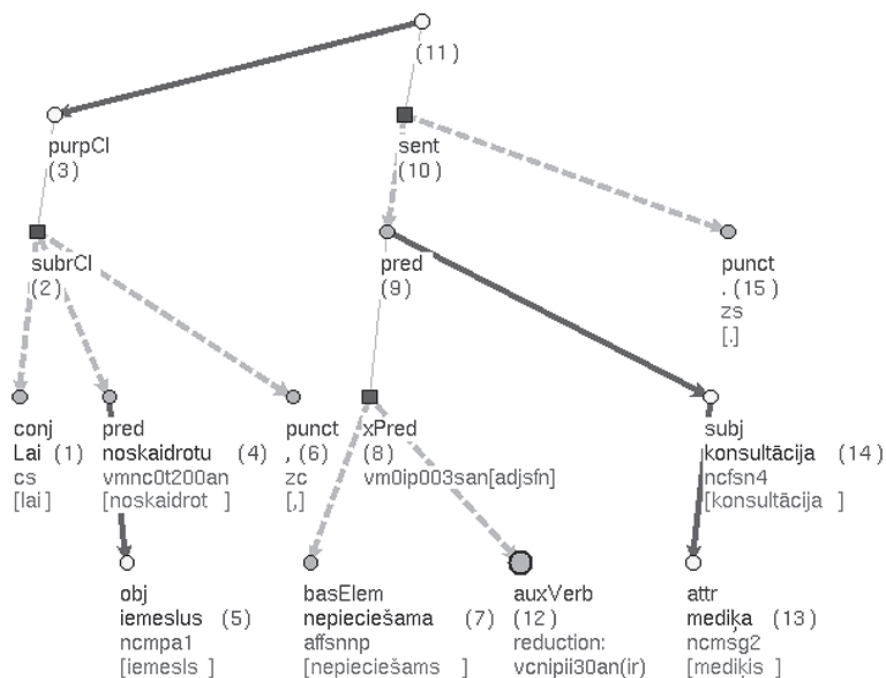 (11)
purpCl
(3)
sent
(10)
subrCl
(2)
pred
(9)
punct
. (15)
zs
[.]
conj
Lai (1)
cs
[lai]
pred
noskaidrotu (4)
vmnc0t200an
[noskaidrot ]
punct
, (6)
zc
[,]
xPred
(8)
vm0ip003san[adjsfn]
subj
konsultācija (14)
ncfsn4
[konsultācija ]
obj
iemeslus (5)
ncmpa1
[iemesls ]
basElem
nepieciešama (7)
affsnnp
[nepieciešams ]
auxVerb
(12)
reduction:
vcnipii30an(ir)
attr
mediķa (13)
ncmsg2
[mediķis ]